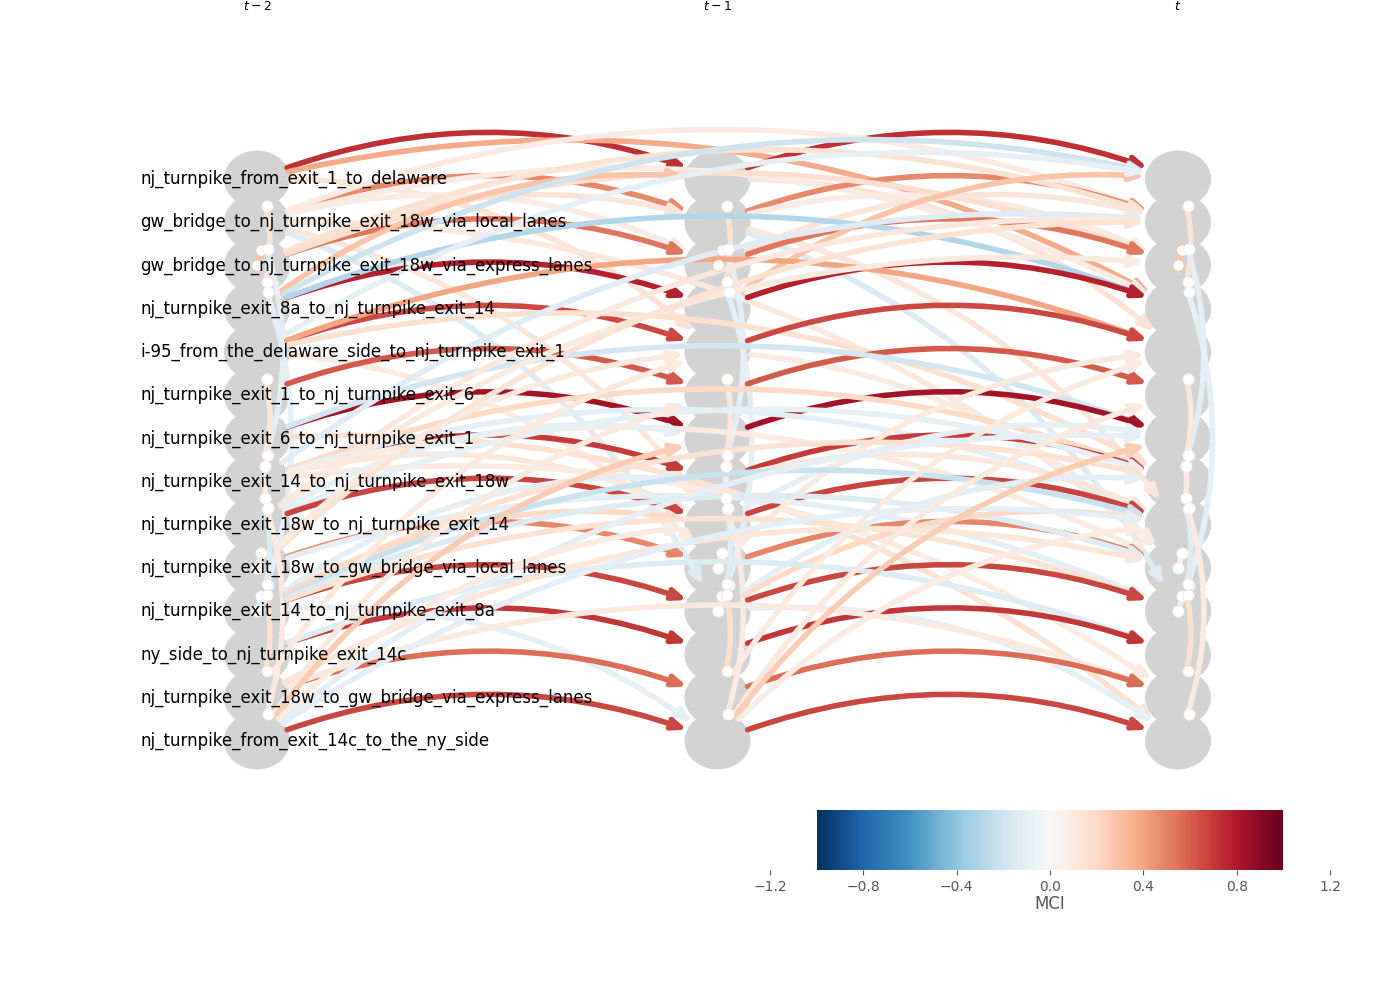 t − 2 t − 1 t
nj_turnpike_from_exit_1_to_delaware
gw_bridge_to_nj_turnpike_exit_18w_via_local_lanes
gw_bridge_to_nj_turnpike_exit_18w_via_express_lanes
nj_turnpike_exit_8a_to_nj_turnpike_exit_14
i-95_from_the_delaware_side_to_nj_turnpike_exit_1
nj_turnpike_exit_1_to_nj_turnpike_exit_6
nj_turnpike_exit_6_to_nj_turnpike_exit_1
nj_turnpike_exit_14_to_nj_turnpike_exit_18w
nj_turnpike_exit_18w_to_nj_turnpike_exit_14
nj_turnpike_exit_18w_to_gw_bridge_via_local_lanes
nj_turnpike_exit_14_to_nj_turnpike_exit_8a
ny_side_to_nj_turnpike_exit_14c
nj_turnpike_exit_18w_to_gw_bridge_via_express_lanes
nj_turnpike_from_exit_14c_to_the_ny_side
−1.2 −0.8 −0.4 0.0 0.4 0.8 1.2
MCI